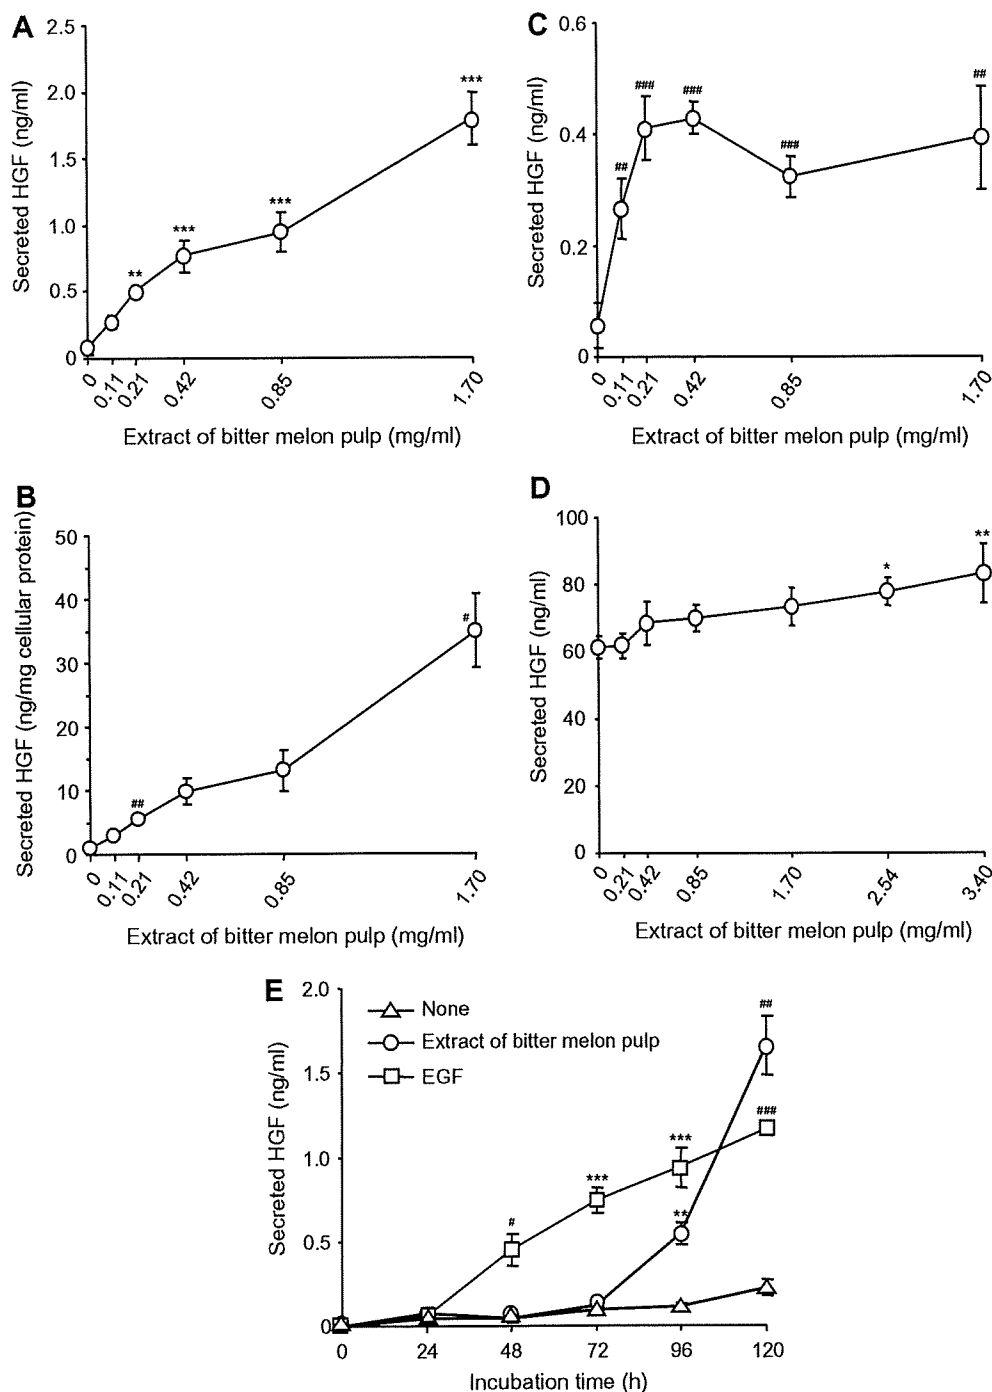 A
Secreted HGF (ng/ml)
2.5
2.0
1.5
1.0
0.5
0
***
***
***
**
0 0.11 0.21 0.42 0.85 1.70
Extract of bitter melon pulp (mg/ml)
C
Secreted HGF (ng/ml)
0.6
0.4
0.2
0
## ### ### ### ##
0 0.11 0.21 0.42 0.85 1.70
Extract of bitter melon pulp (mg/ml)
B
Secreted HGF (ng/mg cellular protein)
50
40
30
20
10
0
## #
0 0.11 0.21 0.42 0.85 1.70
Extract of bitter melon pulp (mg/ml)
D
Secreted HGF (ng/ml)
100
80
60
40
20
0
* **
0 0.21 0.42 0.85 1.70 2.54 3.40
Extract of bitter melon pulp (mg/ml)
E
Secreted HGF (ng/ml)
2.0
1.5
1.0
0.5
0
None
Extract of bitter melon pulp
EGF
##
###
***
***
**
#
0 24 48 72 96 120
Incubation time (h)